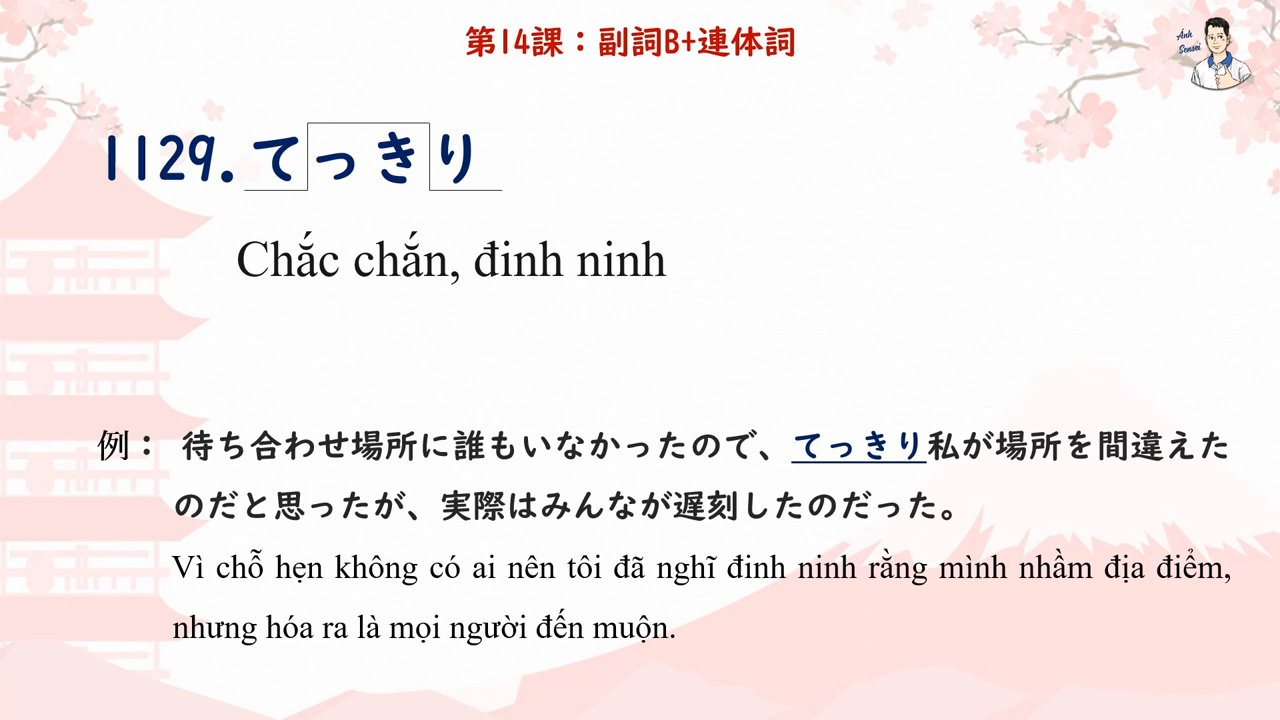 第14課：副詞B+連体詞
Anh
Sensei
1129.てっきり
Chắc chắn, đinh ninh
例： 待ち合わせ場所に誰もいなかったので、てっきり私が場所を間違えた
のだと思ったが、実際はみんなが遅刻したのだった。
Vì chỗ hẹn không có ai nên tôi đã nghĩ đinh ninh rằng mình nhầm địa điểm,
nhưng hóa ra là mọi người đến muộn.